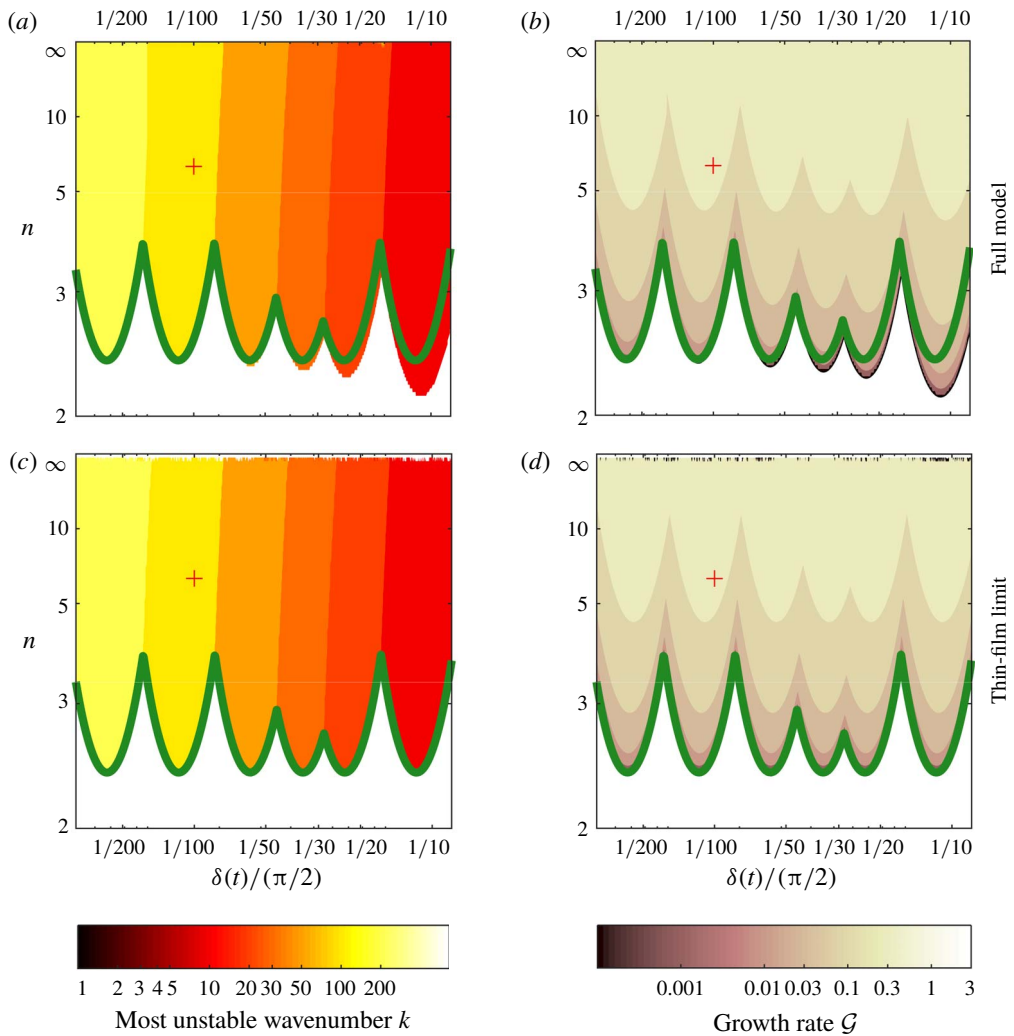 (a) 1/200 1/100 1/50 1/30 1/20 1/10
(b) 1/200 1/100 1/50 1/30 1/20 1/10
∞
10
5
n
3
2
∞
10
5
3
2
Full model
(c)
∞
10
5
n
3
2
1/200 1/100 1/50 1/30 1/20 1/10
δ(t)/(π/2)
(d)
∞
10
5
3
2
1/200 1/100 1/50 1/30 1/20 1/10
δ(t)/(π/2)
Thin-film limit
1 2 3 4 5 10 20 30 50 100 200
Most unstable wavenumber k
0.001 0.01 0.03 0.1 0.3 1 3
Growth rate 𝒢